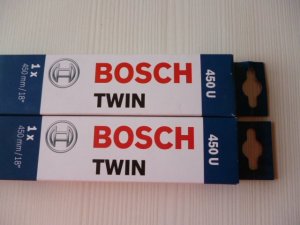 1 x
450 mm / 18"
BOSCH
TWIN
450 U
1 x
450 mm / 18"
BOSCH
TWIN
450 U